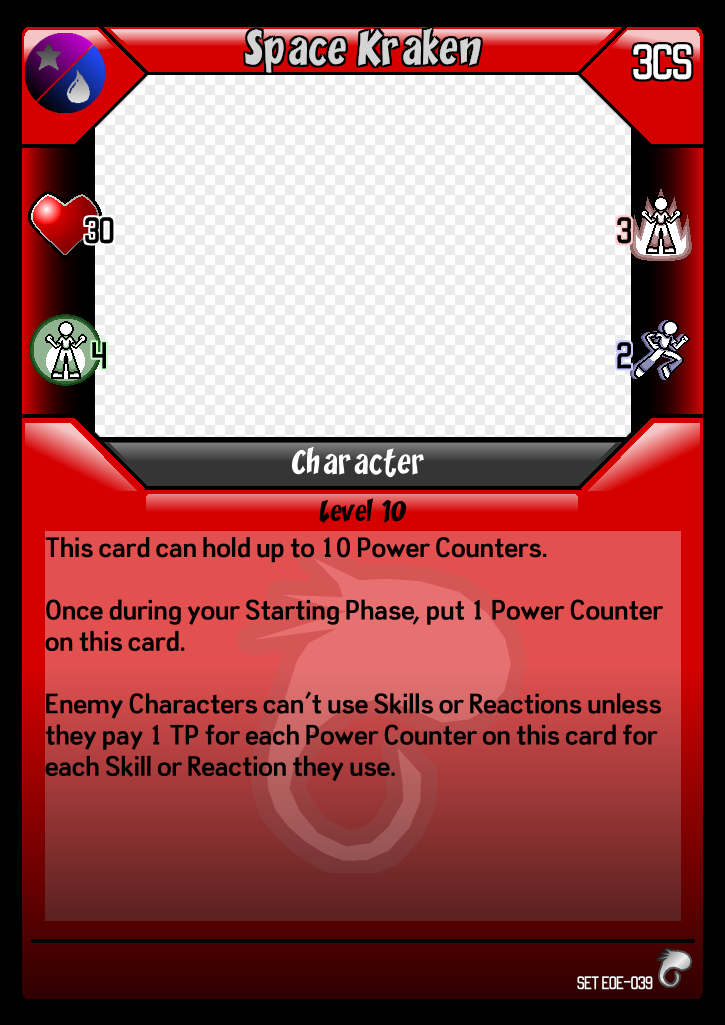 Space Kraken
3CS
30
3
4
2
Character
Level 10
This card can hold up to 10 Power Counters.
Once during your Starting Phase, put 1 Power Counter
on this card.
Enemy Characters can't use Skills or Reactions unless
they pay 1 TP for each Power Counter on this card for
each Skill or Reaction they use.
SET EOE-039